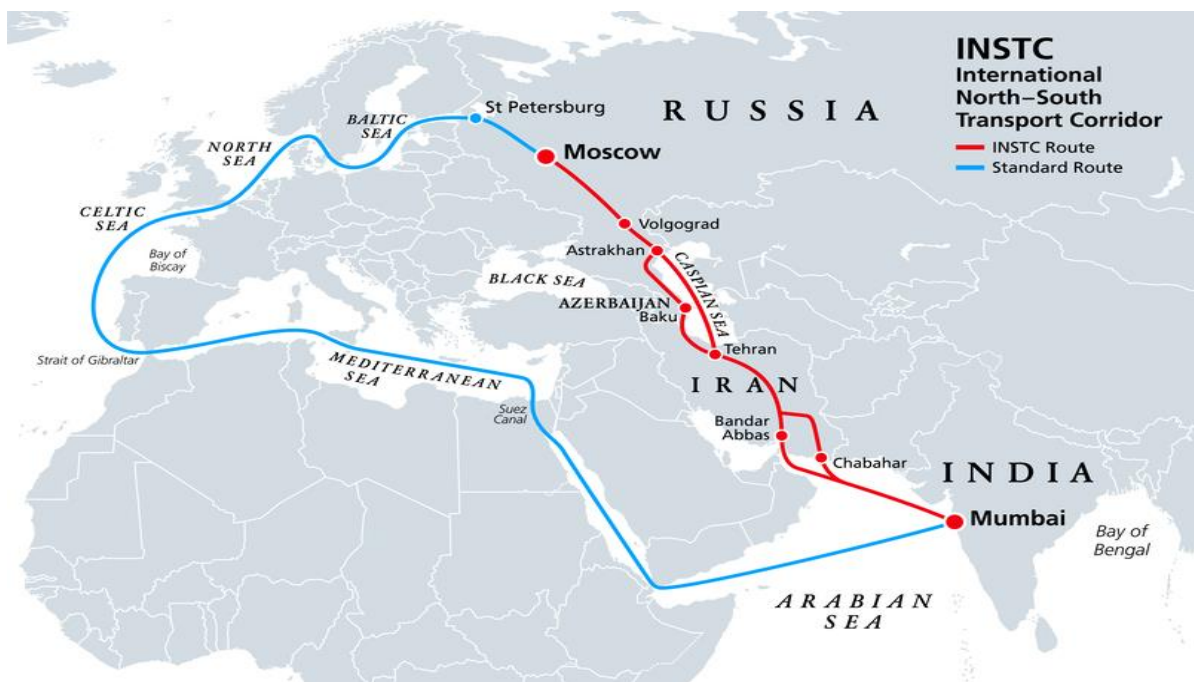 INSTC
International
North–South
Transport Corridor
INSTC Route
Standard Route
RUSSIA
St Petersburg
BALTIC
SEA
NORTH
SEA
Moscow
CELTIC
SEA
Volgograd
Bay of
Biscay
Astrakhan
CASPIAN SEA
BLACK SEA
AZERBAIJAN
Baku
Strait of Gibraltar
Tehran
MEDITERRANEAN
SEA
IRAN
Suez
Canal
Bandar
Abbas
Chabahar
INDIA
Mumbai
Bay of
Bengal
ARABIAN
SEA